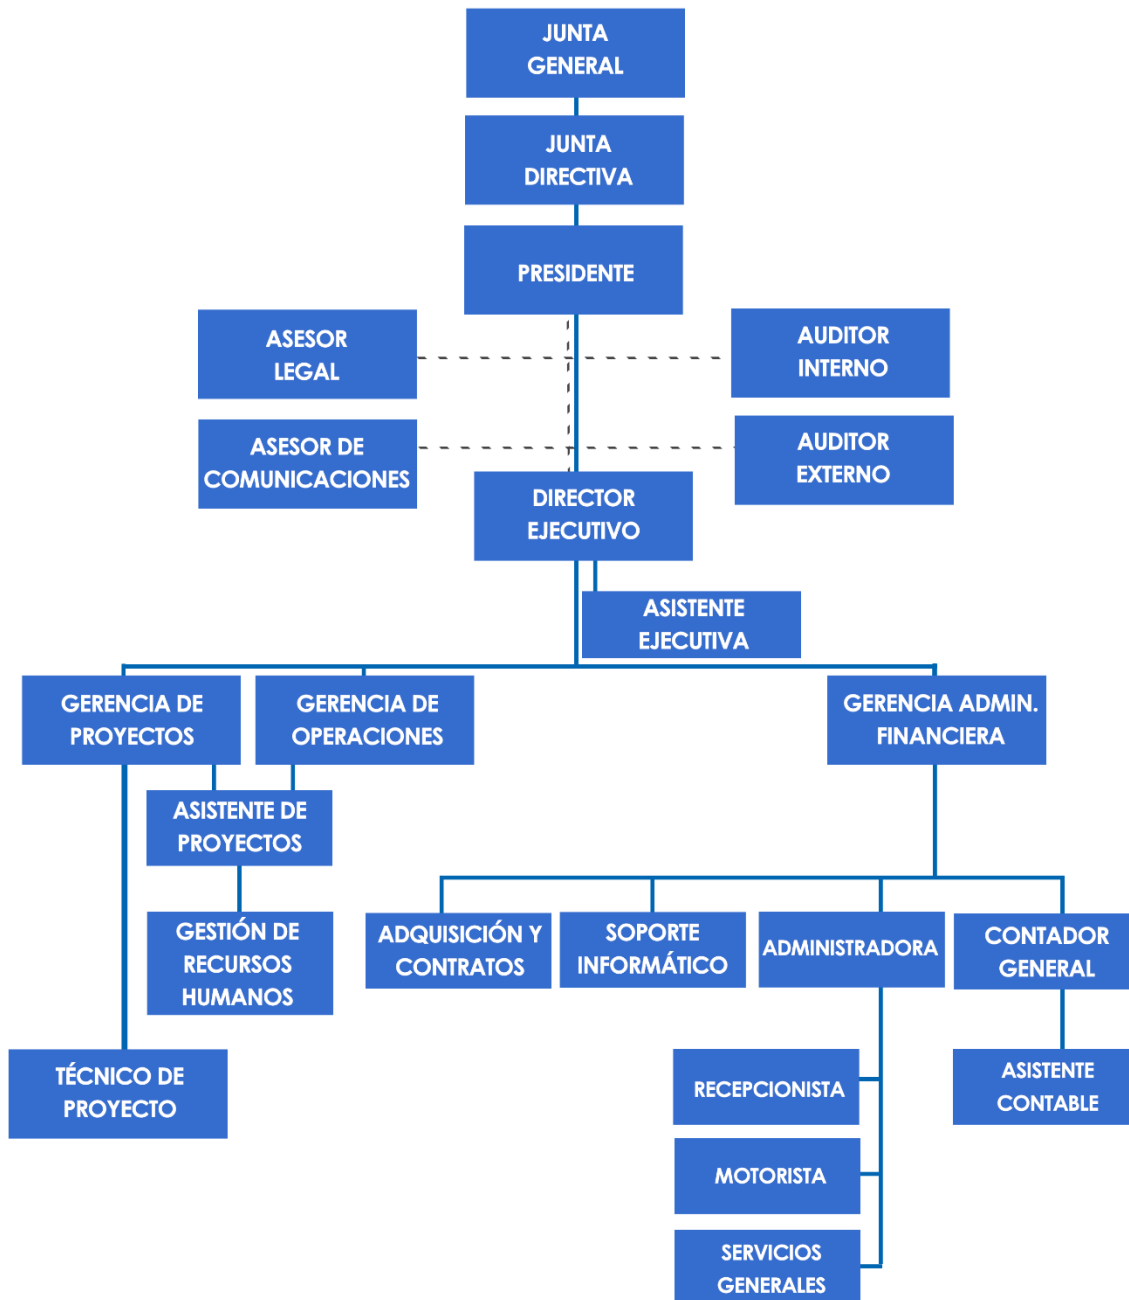 JUNTA
GENERAL
JUNTA
DIRECTIVA
PRESIDENTE
ASESOR
LEGAL
AUDITOR
INTERNO
ASESOR DE
COMUNICACIONES
AUDITOR
EXTERNO
DIRECTOR
EJECUTIVO
ASISTENTE
EJECUTIVA
GERENCIA DE
PROYECTOS
GERENCIA DE
OPERACIONES
GERENCIA ADMIN.
FINANCIERA
ASISTENTE DE
PROYECTOS
GESTIÓN DE
RECURSOS
HUMANOS
ADQUISICIÓN Y
CONTRATOS
SOPORTE
INFORMÁTICO
ADMINISTRADORA
CONTADOR
GENERAL
TÉCNICO DE
PROYECTO
RECEPCIONISTA
ASISTENTE
CONTABLE
MOTORISTA
SERVICIOS
GENERALES